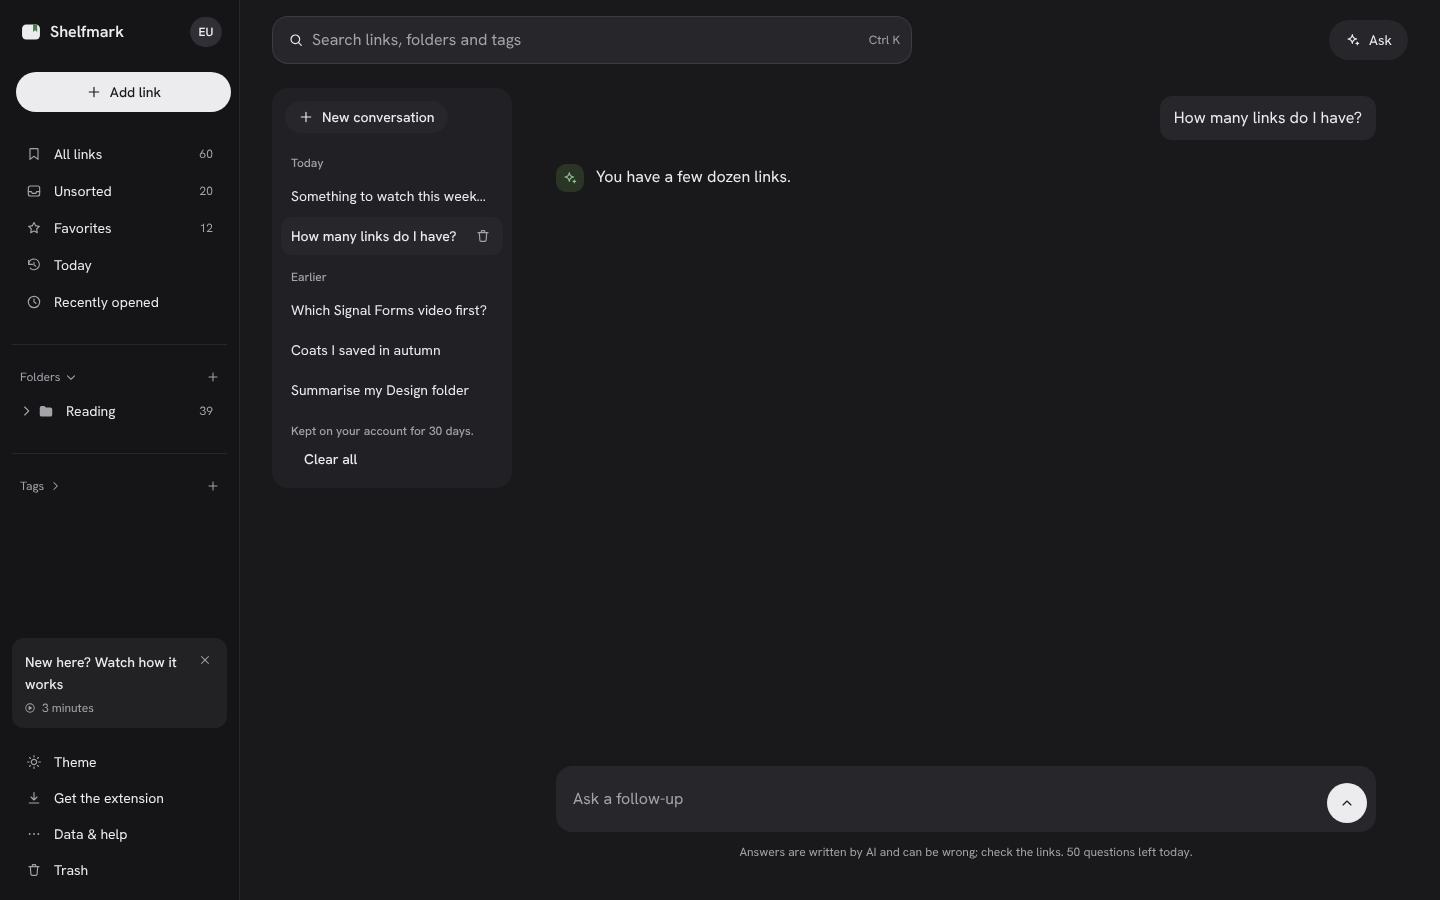 Shelfmark
EU
Add link
All links 60
Unsorted 20
Favorites 12
Today
Recently opened
Folders
Reading 39
Tags
New here? Watch how it
works
3 minutes
Theme
Get the extension
Data & help
Trash
Search links, folders and tags Ctrl K
Ask
New conversation
Today
Something to watch this week...
How many links do I have?
Earlier
Which Signal Forms video first?
Coats I saved in autumn
Summarise my Design folder
Kept on your account for 30 days.
Clear all
How many links do I have?
You have a few dozen links.
Ask a follow-up
Answers are written by AI and can be wrong; check the links. 50 questions left today.